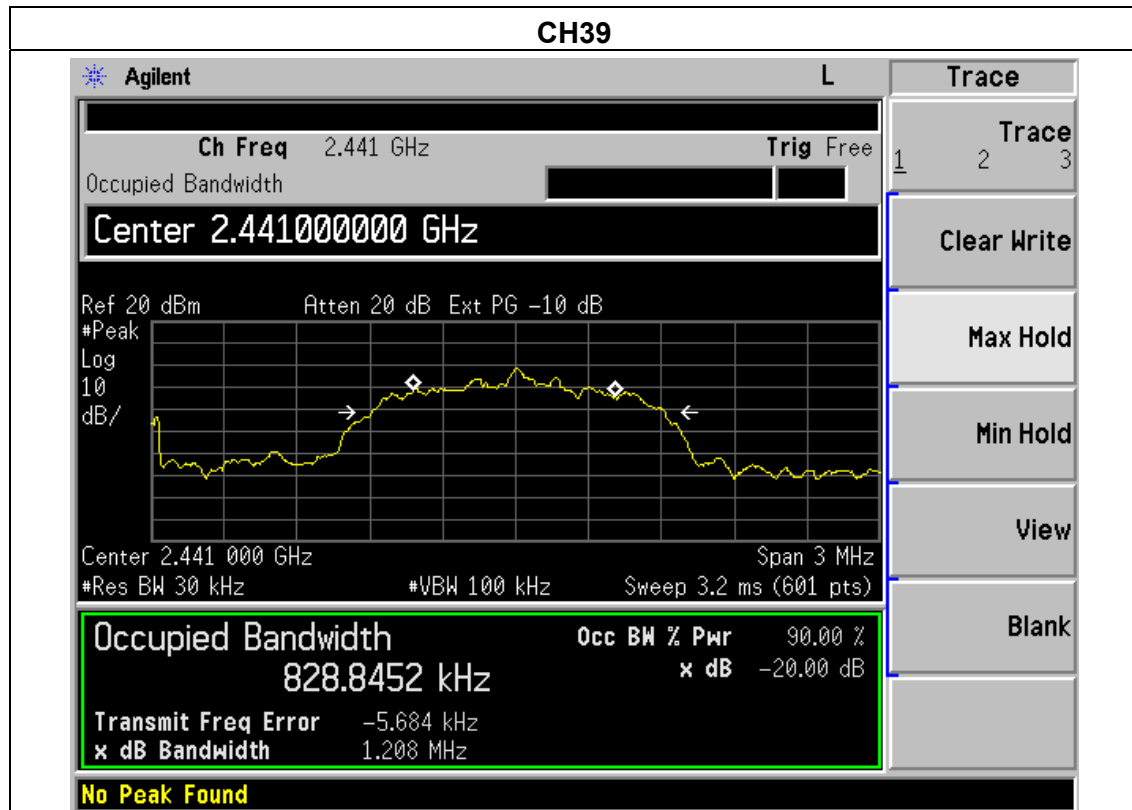 CH39
Agilent L Trace
Ch Freq 2.441 GHz Trig Free
Occupied Bandwidth
Center 2.441000000 GHz
Ref 20 dBm Atten 20 dB Ext PG -10 dB
#Peak
Log
10
dB/
Center 2.441 000 GHz Span 3 MHz
#Res BW 30 kHz #VBW 100 kHz Sweep 3.2 ms (601 pts)
Occupied Bandwidth Occ BW % Pwr 90.00 %
828.8452 kHz x dB -20.00 dB
Transmit Freq Error -5.684 kHz
x dB Bandwidth 1.208 MHz
No Peak Found
Trace
1 2 3
Clear Write
Max Hold
Min Hold
View
Blank